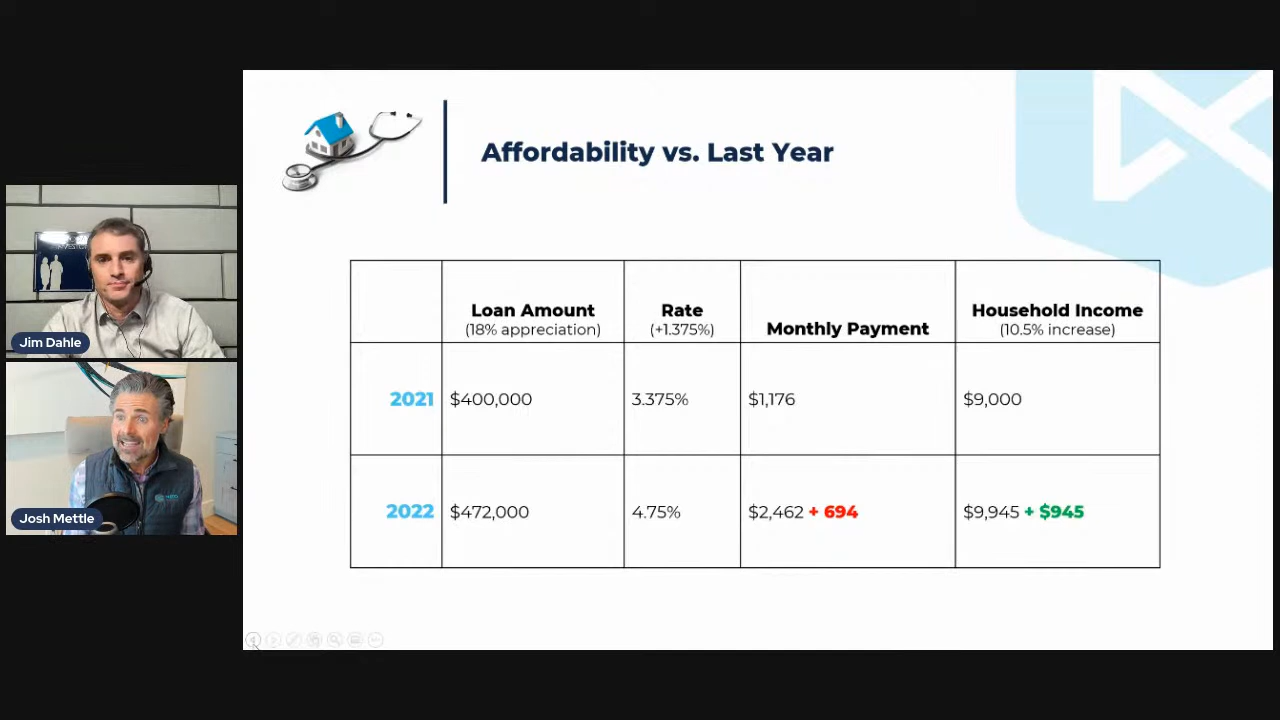 Affordability vs. Last Year
Loan Amount
(18% appreciation)
Rate
(+1.375%)
Monthly Payment
Household Income
(10.5% increase)
2021
$400,000
3.375%
$1,176
$9,000
2022
$472,000
4.75%
$2,462 + 694
$9,945 + $945
Jim Dahle
Josh Mettle